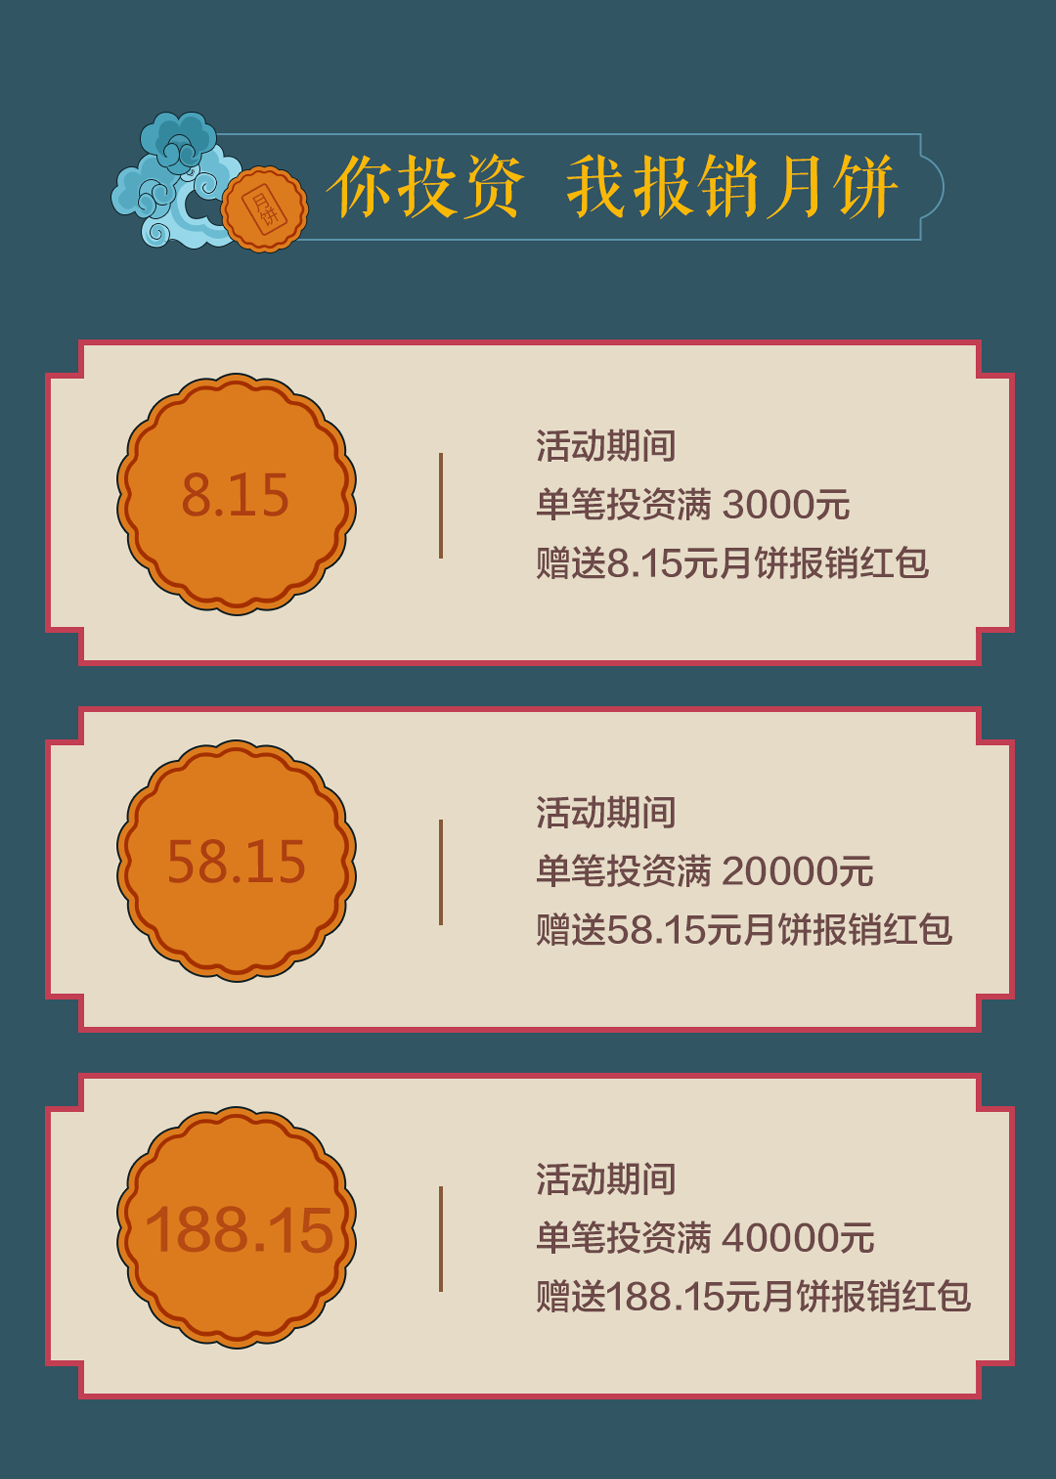 月饼
你投资 我报销月饼
8.15
活动期间
单笔投资满 3000元
赠送8.15元月饼报销红包
58.15
活动期间
单笔投资满 20000元
赠送58.15元月饼报销红包
188.15
活动期间
单笔投资满 40000元
赠送188.15元月饼报销红包